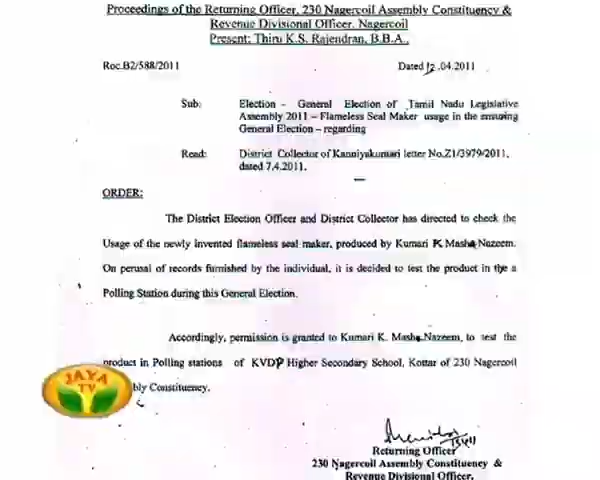 Proceedings of the Returning Officer, 230 Nagercoil Assembly Constituency &
Revenue Divisional Officer, Nagercoil
Present: Thiru K.S. Rajendran, B.B.A.,
Roc.B2/588/2011 Dated 12.04.2011
Sub: Election – General Election of Tamil Nadu Legislative
Assembly 2011 – Flameless Seal Maker usage in the ensuing
General Election – regarding
Read: District Collector of Kanniyakumari letter No.Z1/3979/2011,
dated 7.4.2011.
ORDER:
The District Election Officer and District Collector has directed to check the
Usage of the newly invented flameless seal maker, produced by Kumari K Masha Nazeem.
On perusal of records furnished by the individual, it is decided to test the product in the a
Polling Station during this General Election.
Accordingly, permission is granted to Kumari K. Masha Nazeem, to test the
product in Polling stations of KVDP Higher Secondary School, Kottar of 230 Nagercoil
bly Constituency.
JAYA
TV
Returning Officer
230 Nagercoil Assembly Constituency &
Revenue Divisional Officer,